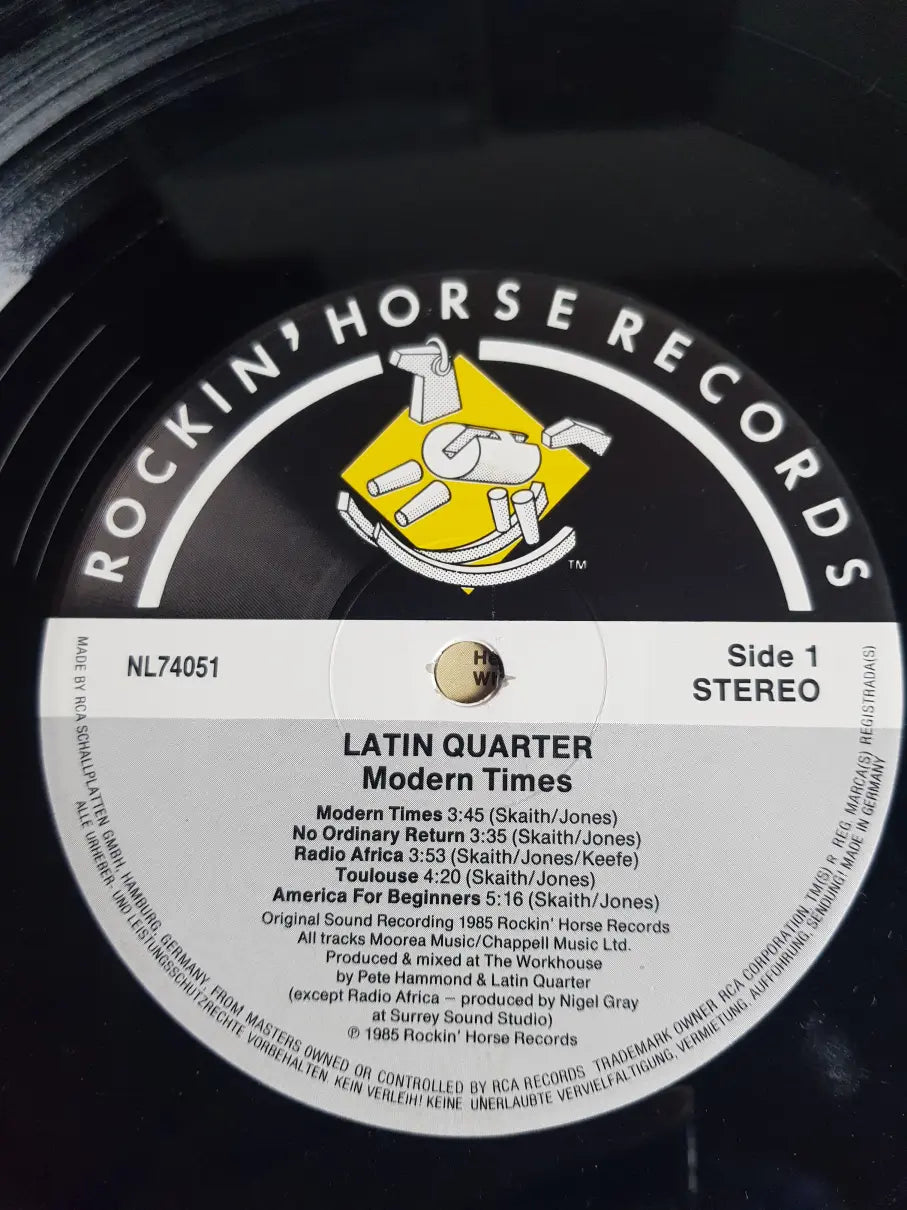 ROCKIN' HORSE RECORDS
TM
NL74051
Side 1
STEREO
He
Wi
LATIN QUARTER
Modern Times
Modern Times 3:45 (Skaith/Jones)
No Ordinary Return 3:35 (Skaith/Jones)
Radio Africa 3:53 (Skaith/Jones/Keefe)
Toulouse 4:20 (Skaith/Jones)
America For Beginners 5:16 (Skaith/Jones)
Original Sound Recording 1985 Rockin' Horse Records
All tracks Moorea Music/Chappell Music Ltd.
Produced & mixed at The Workhouse
by Pete Hammond & Latin Quarter
(except Radio Africa – produced by Nigel Gray
at Surrey Sound Studio)
℗ 1985 Rockin' Horse Records
MADE BY RCA SCHALLPLATTEN GMBH, HAMBURG, GERMANY, FROM MASTERS OWNED OR CONTROLLED BY RCA RECORDS TRADEMARK OWNER RCA CORPORATION, TM(S) R REG. MARCA(S) REGISTRADA(S)
ALLE URHEBER- UND LEISTUNGSSCHUTZRECHTE VORBEHALTEN. KEIN VERLEIH! KEINE UNERLAUBTE VERVIELFÄLTIGUNG, VERMIETUNG, AUFFÜHRUNG, SENDUNG! MADE IN GERMANY